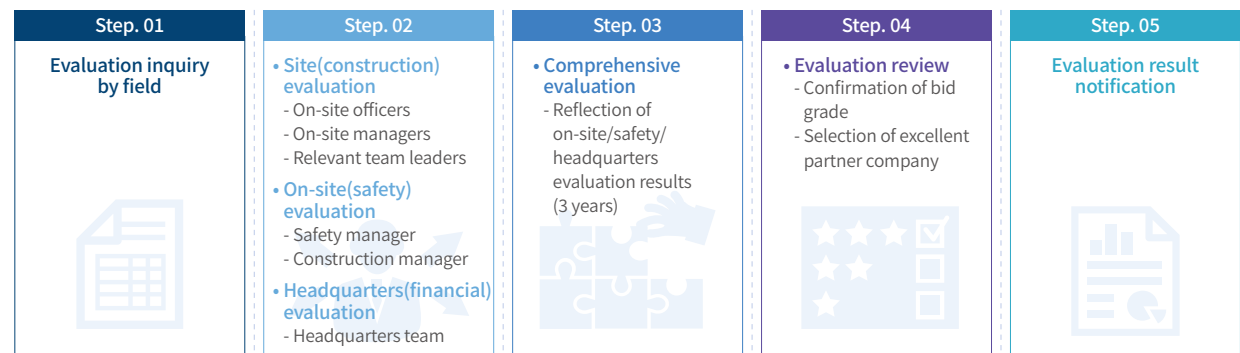 Step. 01
Evaluation inquiry
by field
Step. 02
• Site(construction)
evaluation
- On-site officers
- On-site managers
- Relevant team leaders
• On-site(safety)
evaluation
- Safety manager
- Construction manager
• Headquarters(financial)
evaluation
- Headquarters team
Step. 03
• Comprehensive
evaluation
- Reflection of
on-site/safety/
headquarters
evaluation results
(3 years)
Step. 04
• Evaluation review
- Confirmation of bid
grade
- Selection of excellent
partner company
Step. 05
Evaluation result
notification